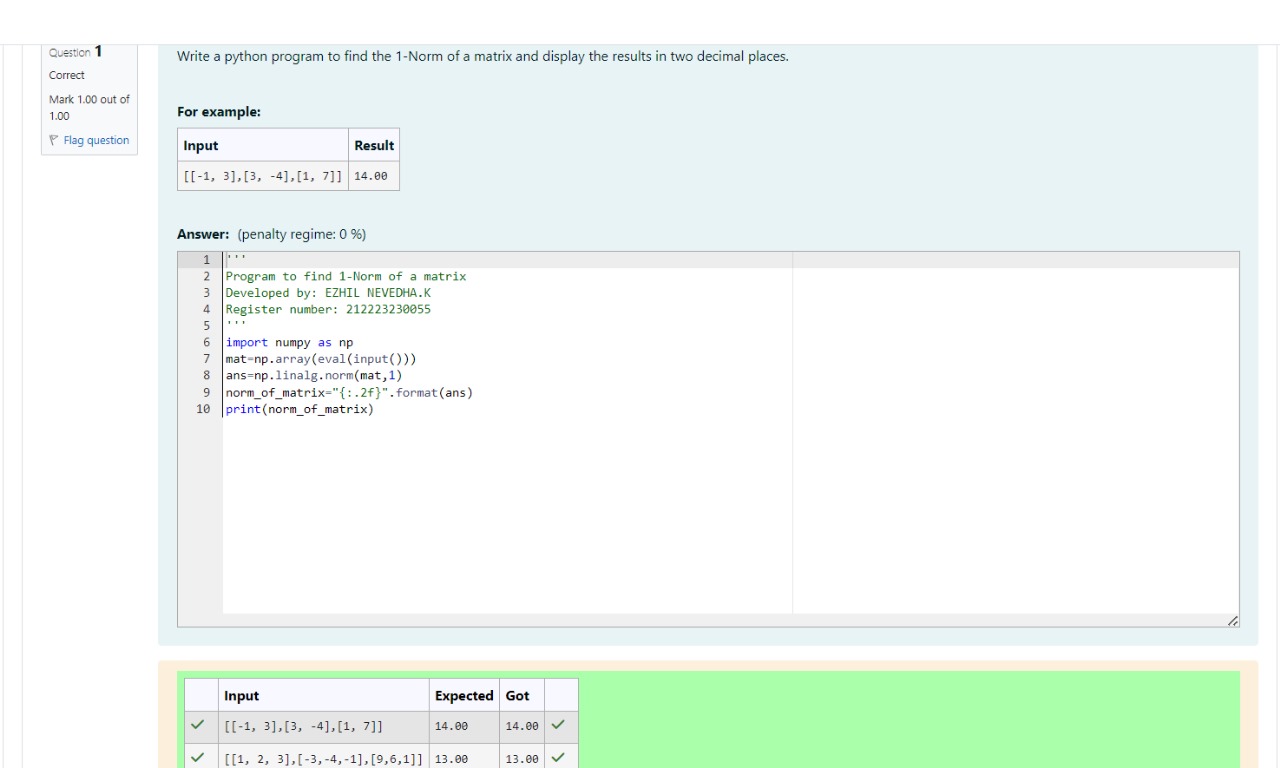 Question 1
Correct
Mark 1.00 out of
1.00
Flag question
Write a python program to find the 1-Norm of a matrix and display the results in two decimal places.
For example:
Input Result
[[-1, 3],[3, -4],[1, 7]] 14.00
Answer: (penalty regime: 0 %)
1 '''
2 Program to find 1-Norm of a matrix
3 Developed by: EZHIL NEVEDHA.K
4 Register number: 212223230055
5 '''
6 import numpy as np
7 mat=np.array(eval(input()))
8 ans=np.linalg.norm(mat,1)
9 norm_of_matrix="{:.2f}".format(ans)
10 print(norm_of_matrix)
Input Expected Got
[[-1, 3],[3, -4],[1, 7]] 14.00 14.00
[[1, 2, 3],[-3,-4,-1],[9,6,1]] 13.00 13.00